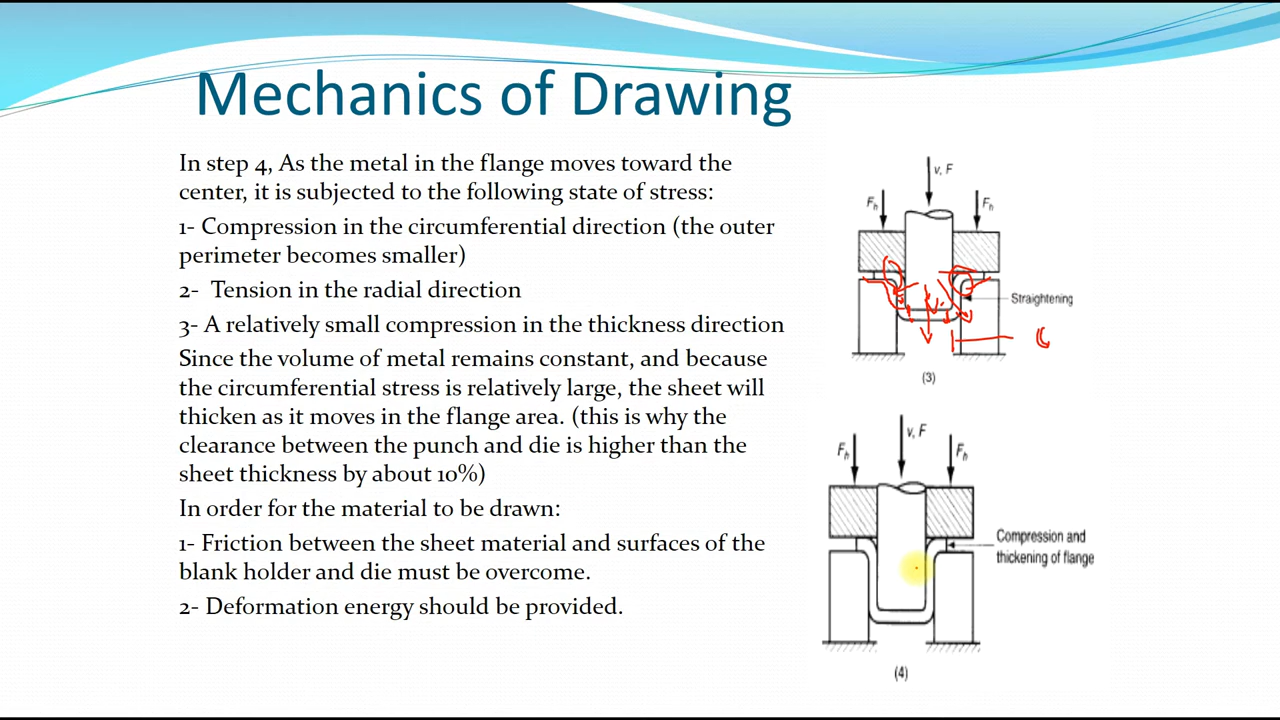 Mechanics of Drawing
In step 4, As the metal in the flange moves toward the
center, it is subjected to the following state of stress:
1- Compression in the circumferential direction (the outer
perimeter becomes smaller)
2- Tension in the radial direction
3- A relatively small compression in the thickness direction
Since the volume of metal remains constant, and because
the circumferential stress is relatively large, the sheet will
thicken as it moves in the flange area. (this is why the
clearance between the punch and die is higher than the
sheet thickness by about 10%)
In order for the material to be drawn:
1- Friction between the sheet material and surfaces of the
blank holder and die must be overcome.
2- Deformation energy should be provided.
v, F
Fh
Fh
Straightening
(3)
v, F
Fh
Fh
Compression and
thickening of flange
(4)